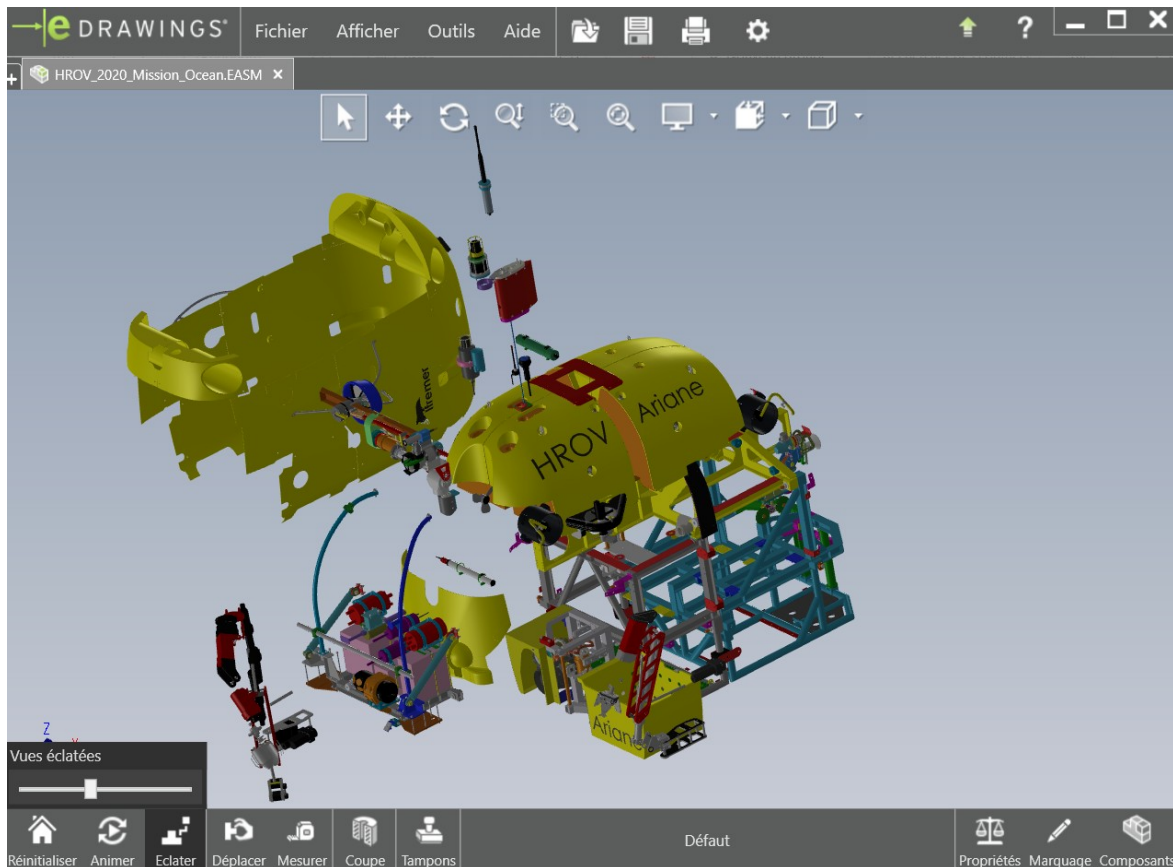 eDRAWINGS®
Fichier Afficher Outils Aide
?
+ HROV_2020_Mission_Ocean.EASM ×
Ifremer
HROV Ariane
Ariane
Z
Y
Vues éclatées
Réinitialiser Animer Eclater Déplacer Mesurer Coupe Tampons Défaut Propriétés Marquage Composants